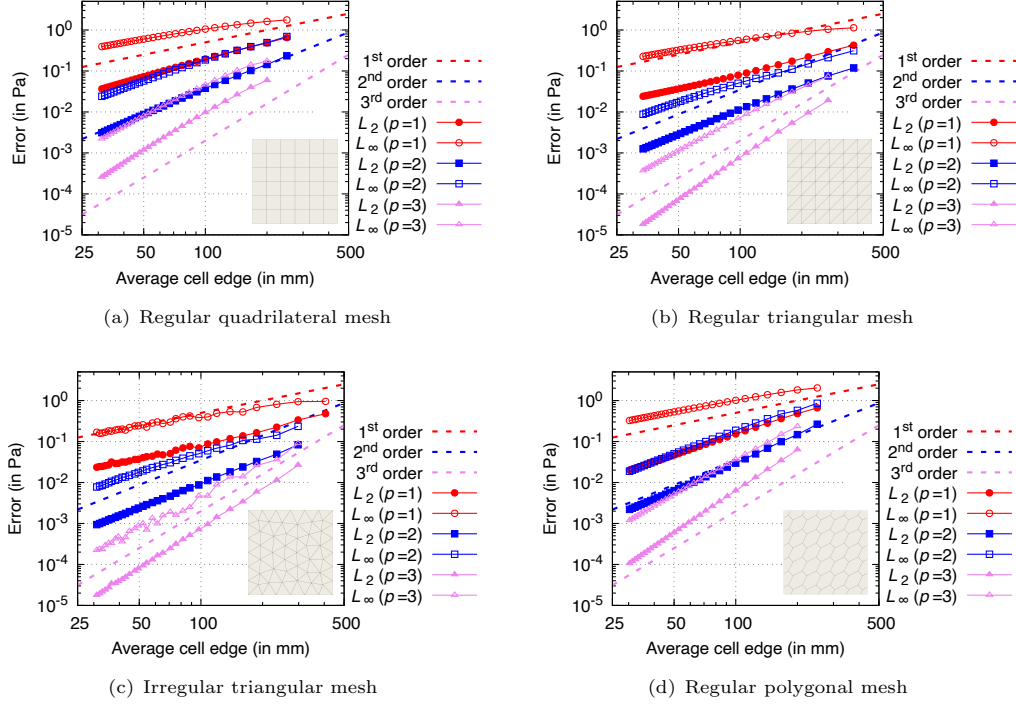 10^0
10^-1
10^-2
10^-3
10^-4
10^-5
Error (in Pa)
25 50 100 500
Average cell edge (in mm)
1st order
2nd order
3rd order
L2 (p=1)
L∞ (p=1)
L2 (p=2)
L∞ (p=2)
L2 (p=3)
L∞ (p=3)
(a) Regular quadrilateral mesh
10^0
10^-1
10^-2
10^-3
10^-4
10^-5
Error (in Pa)
25 50 100 500
Average cell edge (in mm)
1st order
2nd order
3rd order
L2 (p=1)
L∞ (p=1)
L2 (p=2)
L∞ (p=2)
L2 (p=3)
L∞ (p=3)
(b) Regular triangular mesh
10^0
10^-1
10^-2
10^-3
10^-4
10^-5
Error (in Pa)
25 50 100 500
Average cell edge (in mm)
1st order
2nd order
3rd order
L2 (p=1)
L∞ (p=1)
L2 (p=2)
L∞ (p=2)
L2 (p=3)
L∞ (p=3)
(c) Irregular triangular mesh
10^0
10^-1
10^-2
10^-3
10^-4
10^-5
Error (in Pa)
25 50 100 500
Average cell edge (in mm)
1st order
2nd order
3rd order
L2 (p=1)
L∞ (p=1)
L2 (p=2)
L∞ (p=2)
L2 (p=3)
L∞ (p=3)
(d) Regular polygonal mesh